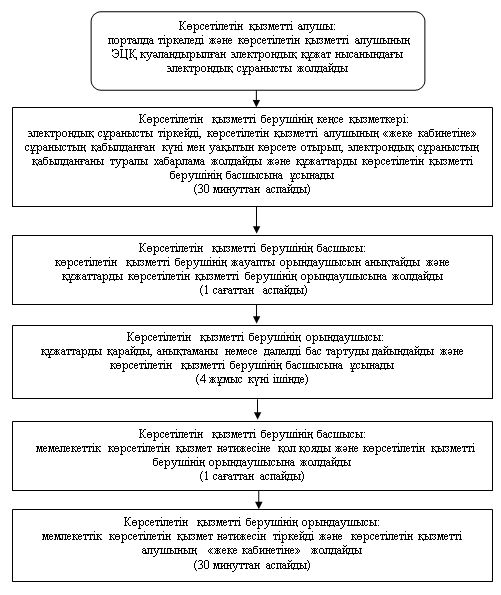 Көрсетілетін қызметті алушы:
порталда тіркеледі және көрсетілетін қызметті алушының
ЭЦҚ куәландырылған электрондық құжат нысанындағы
электрондық сұранысты жолдайды
Көрсетілетін қызметті берушінің кеңсе қызметкері:
электрондық сұранысты тіркейді, көрсетілетін қызметті алушының «жеке кабинетіне»
сұраныстың қабылданған күні мен уақытын көрсете отырып, электрондық сұраныстың
қабылданғаны туралы хабарлама жолдайды және құжаттарды көрсетілетін қызметті
берушінің басшысына ұсынады
(30 минуттан аспайды)
Көрсетілетін қызметті берушінің басшысы:
көрсетілетін қызметті берушінің жауапты орындаушысын анықтайды және
құжаттарды көрсетілетін қызметті берушінің орындаушысына жолдайды
(1 сағаттан аспайды)
Көрсетілетін қызметті берушінің орындаушысы:
құжаттарды қарайды, анықтаманы немесе дәлелді бас тартуды дайындайды және
көрсетілетін қызметті берушінің басшысына ұсынады
(4 жұмыс күні ішінде)
Көрсетілетін қызметті берушінің басшысы:
мемлекеттік көрсетілетін қызмет нәтижесіне қол қояды және көрсетілетін қызметті
берушінің орындаушысына жолдайды
(1 сағаттан аспайды)
Көрсетілетін қызметті берушінің орындаушысы:
мемлекеттік көрсетілетін қызмет нәтижесін тіркейді және көрсетілетін қызметті
алушының «жеке кабинетіне» жолдайды
(30 минуттан аспайды)